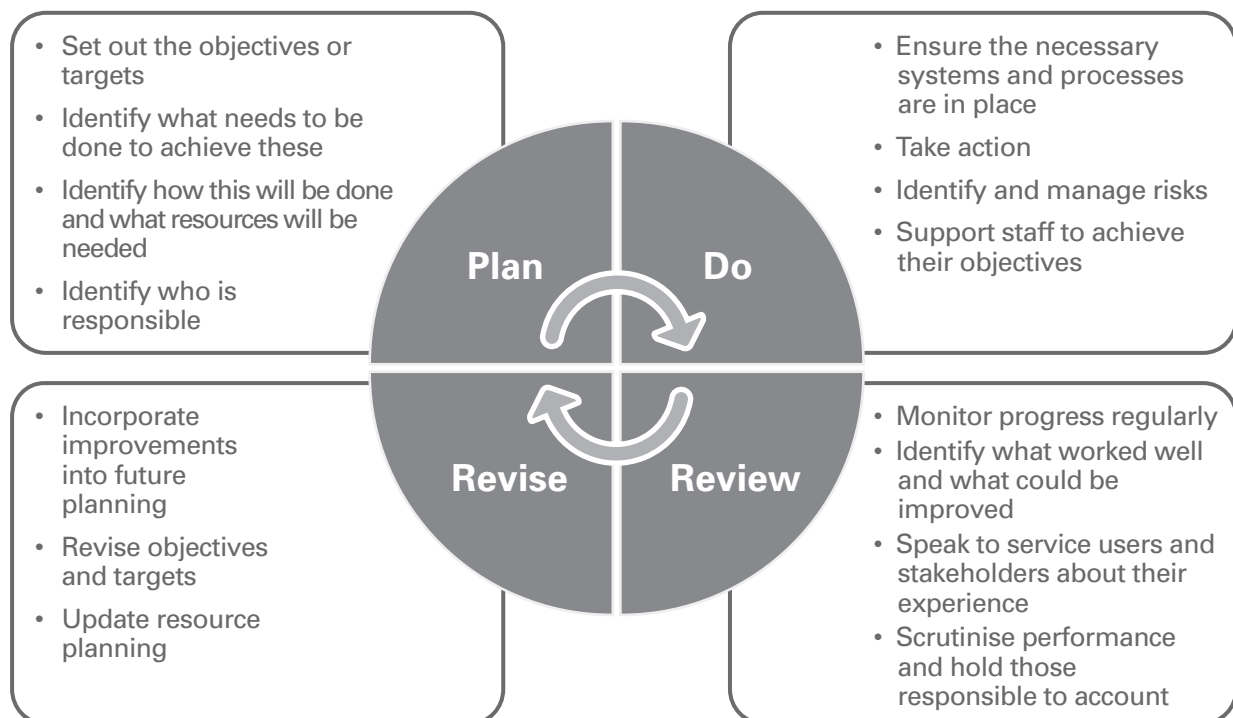 • Set out the objectives or
targets
• Identify what needs to be
done to achieve these
• Identify how this will be done
and what resources will be
needed
• Identify who is
responsible
• Ensure the necessary
systems and processes
are in place
• Take action
• Identify and manage risks
• Support staff to achieve
their objectives
Plan
Do
Revise
Review
• Incorporate
improvements
into future
planning
• Revise objectives
and targets
• Update resource
planning
• Monitor progress regularly
• Identify what worked well
and what could be
improved
• Speak to service users and
stakeholders about their
experience
• Scrutinise performance
and hold those
responsible to account